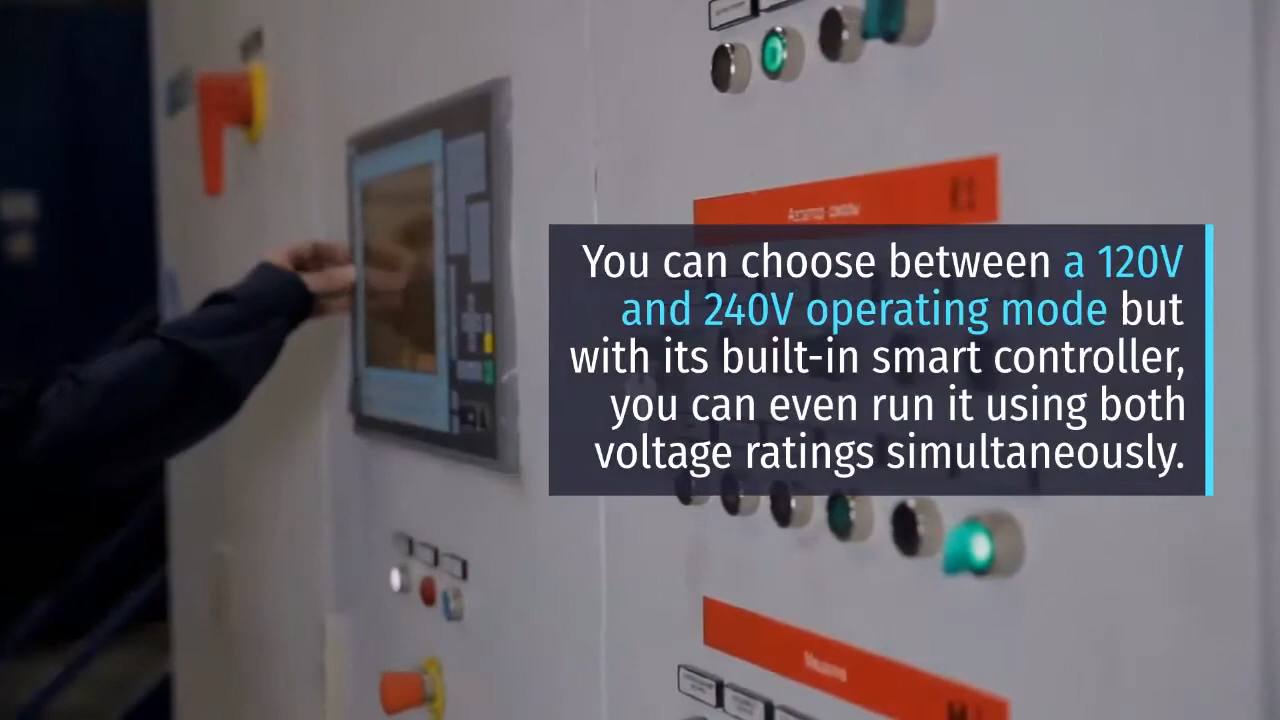 You can choose between a 120V
and 240V operating mode but
with its built-in smart controller,
you can even run it using both
voltage ratings simultaneously.